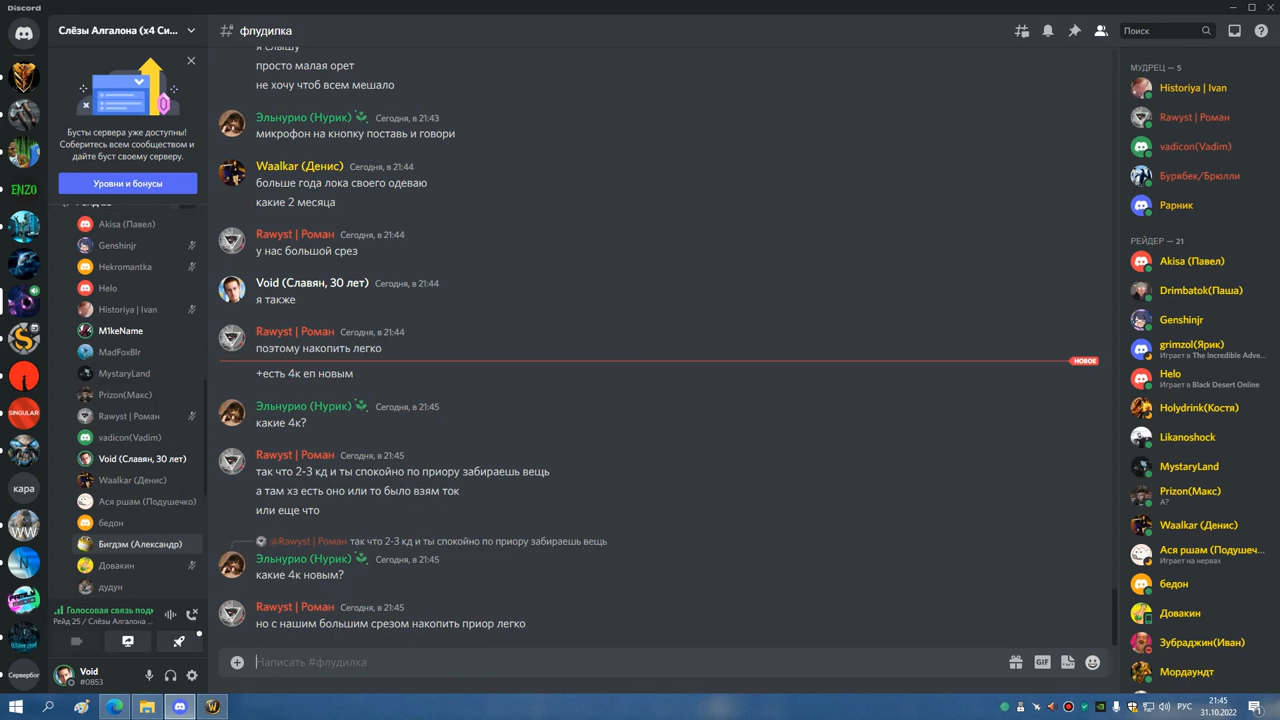 Discord
Слёзы Алгалона (x4 Си...
Бусты сервера уже доступны!
Соберитесь всем сообществом и
дайте буст своему серверу.
Уровни и бонусы
Akisa (Павел)
Genshinjr
Hekromantka
Helo
Historiya | Ivan
M1keName
MadFoxBlr
MystaryLand
Prizon(Макс)
Rawyst | Роман
vadicon(Vadim)
Void (Славян, 30 лет)
Waalkar (Денис)
Ася ршам (Подушечко)
бедон
Бигдэм (Александр)
Довакин
дудун
Голосовая связь подк
Рейд 25 / Слёзы Алгалона ...
Void
#0853
ENZO
SINGULAR
кара
WW
Сервербог
флудилка
я слышу
просто малая орет
не хочу чтоб всем мешало
Эльнурио (Нурик) Сегодня, в 21:43
микрофон на кнопку поставь и говори
Waalkar (Денис) Сегодня, в 21:44
больше года лока своего одеваю
какие 2 месяца
Rawyst | Роман Сегодня, в 21:44
у нас большой срез
Void (Славян, 30 лет) Сегодня, в 21:44
я также
Rawyst | Роман Сегодня, в 21:44
поэтому накопить легко
НОВОЕ
+есть 4к еп новым
Эльнурио (Нурик) Сегодня, в 21:45
какие 4к?
Rawyst | Роман Сегодня, в 21:45
так что 2-3 кд и ты спокойно по приору забираешь вещь
а там хз есть оно или то было взям ток
или еще что
@Rawyst | Роман так что 2-3 кд и ты спокойно по приору забираешь вещь
Эльнурио (Нурик) Сегодня, в 21:45
какие 4к новым?
Rawyst | Роман Сегодня, в 21:45
но с нашим большим срезом накопить приор легко
Написать #флудилка
GIF
Поиск
МУДРЕЦ — 5
Historiya | Ivan
Rawyst | Роман
vadicon(Vadim)
Бурябек/Брюлли
Рарник
РЕЙДЕР — 21
Akisa (Павел)
Drimbatok(Паша)
Genshinjr
grimzol(Ярик)
Играет в The Incredible Adve...
Helo
Играет в Black Desert Online
Holydrink(Костя)
Likanoshock
MystaryLand
Prizon(Макс)
А?
Waalkar (Денис)
Ася ршам (Подушеч...
Играет на нервах
бедон
Довакин
Зубраджин(Иван)
Мордаундт
РУС
21:45
31.10.2022